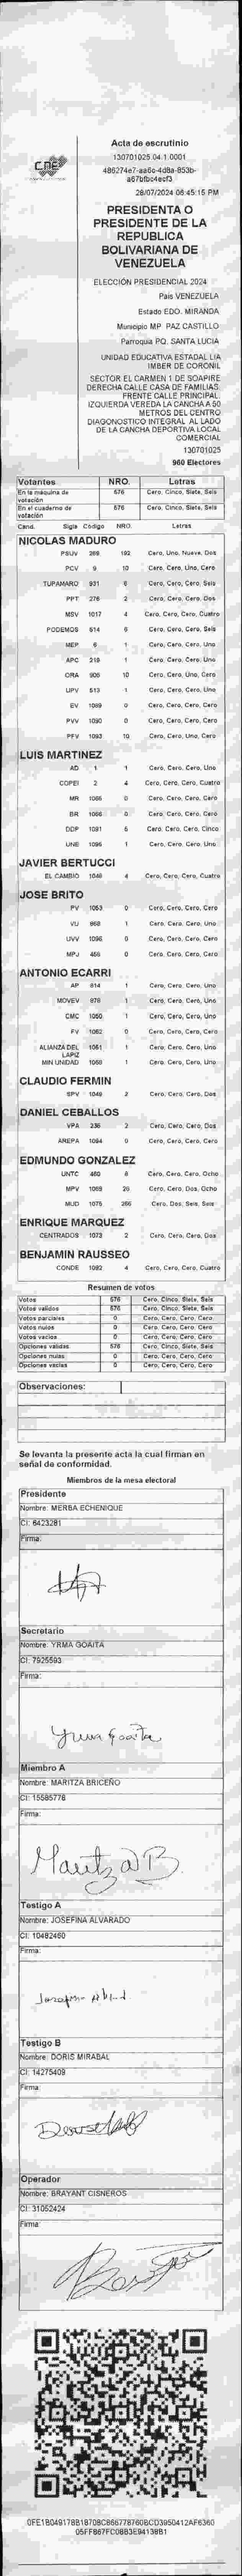 CNE
Acta de escrutinio
130701025.04.1.0001
28/07/2024 06:45:15 PM
PRESIDENTA O
PRESIDENTE DE LA
REPUBLICA
BOLIVARIANA DE
VENEZUELA
ELECCIÓN PRESIDENCIAL 2024
País VENEZUELA
Estado EDO. MIRANDA
Municipio MP. PAZ CASTILLO
Parroquia PQ. SANTA LUCIA
UNIDAD EDUCATIVA ESTADAL LIA
IMBER DE CORONIL
SECTOR EL CARMEN 1 DE SOAPIRE
DERECHA CALLE CASA DE FAMILIAS.
FRENTE CALLE PRINCIPAL.
IZQUIERDA VEREDA LA CANCHA A 50
METROS DEL CENTRO
DIAGONOSTICO INTEGRAL AL LADO
DE LA CANCHA DEPORTIVA LOCAL
COMERCIAL
130701025
960 Electores
Votantes NRO. Letras
En la máquina de votación 576 Cero, Cinco, Siete, Seis
En el cuaderno de votación 576 Cero, Cinco, Siete, Seis
Cand. Sigla Código NRO. Letras
NICOLAS MADURO
PSUV 269 192 Cero, Uno, Nueve, Dos
PCV 9 10 Cero, Cero, Uno, Cero
TUPAMARO 931 6 Cero, Cero, Cero, Seis
PPT 276 2 Cero, Cero, Cero, Dos
MSV 1017 4 Cero, Cero, Cero, Cuatro
PODEMOS 514 6 Cero, Cero, Cero, Seis
MEP 6 1 Cero, Cero, Cero, Uno
APC 219 1 Cero, Cero, Cero, Uno
ORA 900 10 Cero, Cero, Uno, Cero
UPV 513 1 Cero, Cero, Cero, Uno
EV 1089 0 Cero, Cero, Cero, Cero
PVV 1090 0 Cero, Cero, Cero, Cero
PFV 1093 10 Cero, Cero, Uno, Cero
LUIS MARTINEZ
AD 1 1 Cero, Cero, Cero, Uno
COPEI 2 4 Cero, Cero, Cero, Cuatro
MR 0 Cero, Cero, Cero, Cero
BR 1066 0 Cero, Cero, Cero, Cero
DDP 1091 5 Cero, Cero, Cero, Cinco
UNE 1095 1 Cero, Cero, Cero, Uno
JAVIER BERTUCCI
EL CAMBIO 1048 4 Cero, Cero, Cero, Cuatro
JOSE BRITO
PV 1053 0 Cero, Cero, Cero, Cero
VU 868 1 Cero, Cero, Cero, Uno
UVV 1096 0 Cero, Cero, Cero, Cero
MPJ 456 0 Cero, Cero, Cero, Cero
ANTONIO ECARRI
AP 814 1 Cero, Cero, Cero, Uno
MOVEV 878 1 Cero, Cero, Cero, Uno
CMC 1050 1 Cero, Cero, Cero, Uno
FV 1082 0 Cero, Cero, Cero, Cero
ALIANZA DEL LAPIZ 1051 1 Cero, Cero, Cero, Uno
MIN UNIDAD 1068 1 Cero, Cero, Cero, Uno
CLAUDIO FERMIN
SPV 1049 2 Cero, Cero, Cero, Dos
DANIEL CEBALLOS
VPA 236 2 Cero, Cero, Cero, Dos
AREPA 1094 0 Cero, Cero, Cero, Cero
EDMUNDO GONZALEZ
UNTC 8 Cero, Cero, Cero, Ocho
MPV 1069 28 Cero, Cero, Dos, Ocho
MUD 1075 266 Cero, Dos, Seis, Seis
ENRIQUE MARQUEZ
CENTRADOS 1073 2 Cero, Cero, Cero, Dos
BENJAMIN RAUSSEO
CONDE 1092 4 Cero, Cero, Cero, Cuatro
Resumen de votos
Votos 576 Cero, Cinco, Siete, Seis
Votos validos 576 Cero, Cinco, Siete, Seis
Votos parciales 0 Cero, Cero, Cero, Cero
Votos nulos 0 Cero, Cero, Cero, Cero
Votos vacios 0 Cero, Cero, Cero, Cero
Opciones validas 576 Cero, Cinco, Siete, Seis
Opciones nulas 0 Cero, Cero, Cero, Cero
Opciones vacías 0 Cero, Cero, Cero, Cero
Observaciones:
Se levanta la presente acta la cual firman en
señal de conformidad.
Miembros de la mesa electoral
Presidente
Nombre: MERBA ECHENIQUE
CI: 6423281
Firma:
Secretario
Nombre: YRMA GOAITA
CI: 7925593
Firma:
Yrma Goaita
Miembro A
Nombre: MARITZA BRICEÑO
CI: 15585776
Firma:
Maritza B
Testigo A
Nombre: JOSEFINA ALVARADO
CI: 10482460
Firma:
Testigo B
Nombre: DORIS MIRABAL
CI: 14275409
Firma:
Operador
Nombre: BRAYANT CISNEROS
CI: 31052424
Firma: